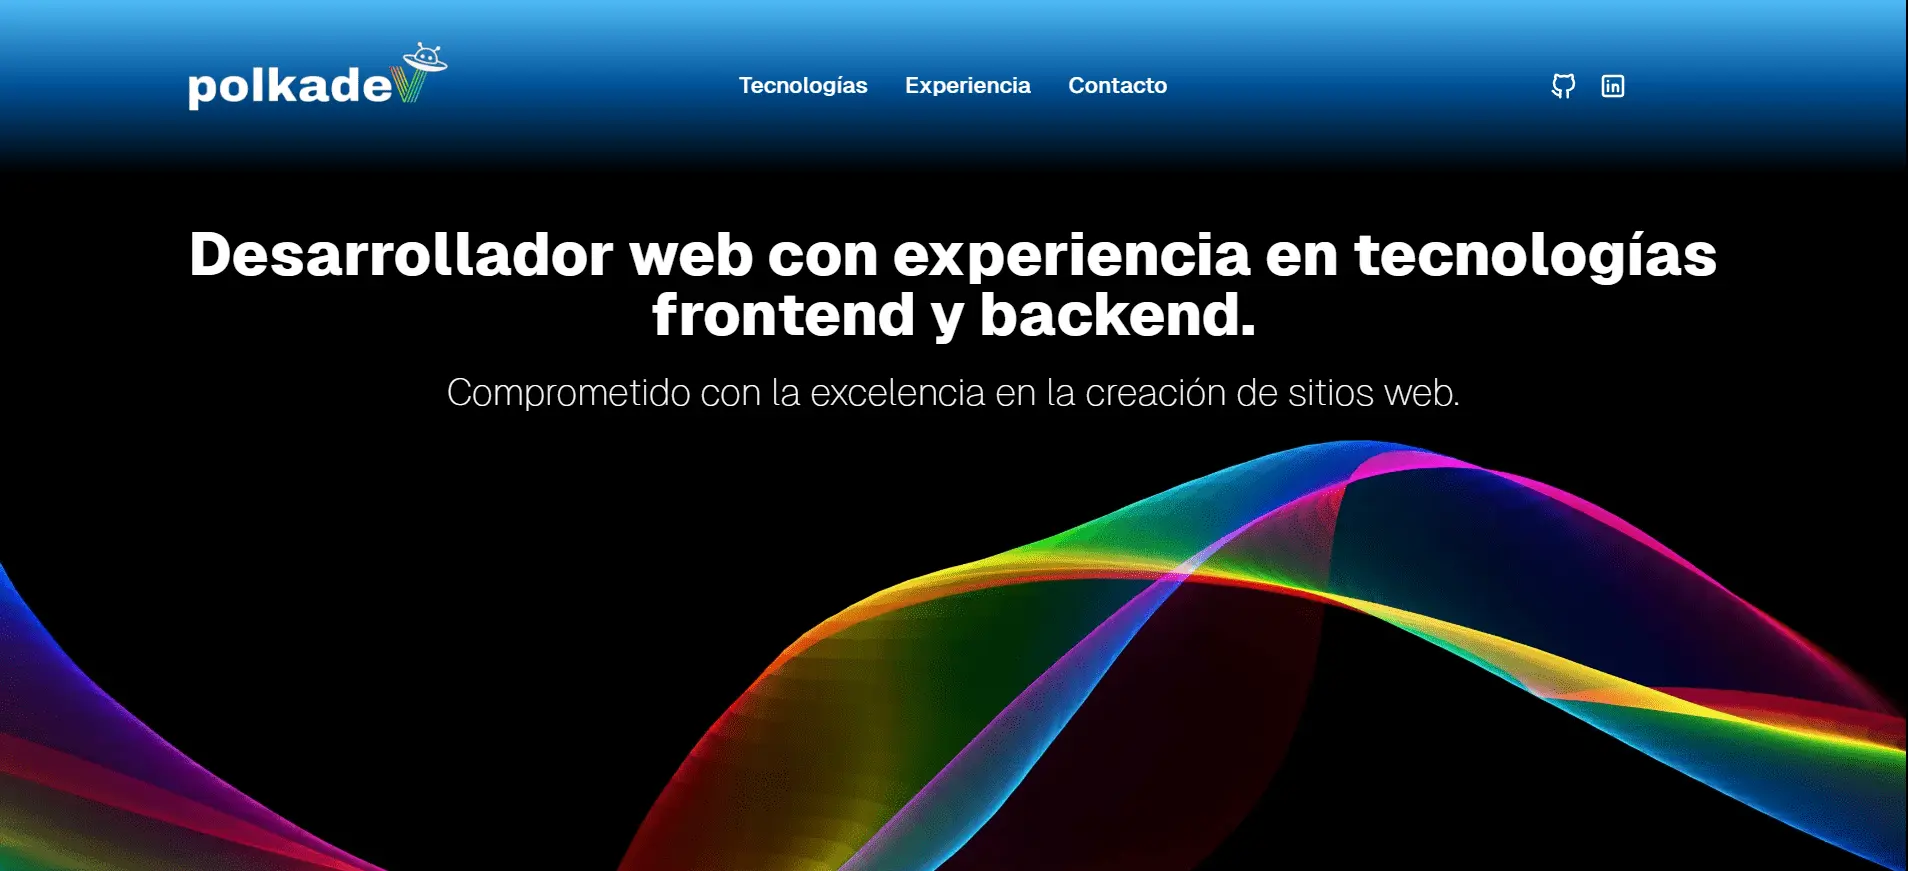 polkadeV
Tecnologías Experiencia Contacto
in
Desarrollador web con experiencia en tecnologías
frontend y backend.
Comprometido con la excelencia en la creación de sitios web.